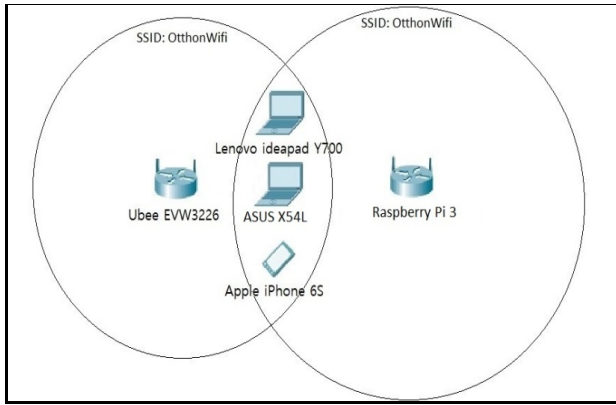 SSID: OtthonWifi
SSID: OtthonWifi
Lenovo ideapad Y700
Ubee EVW3226
ASUS X54L
Raspberry Pi 3
Apple iPhone 6S